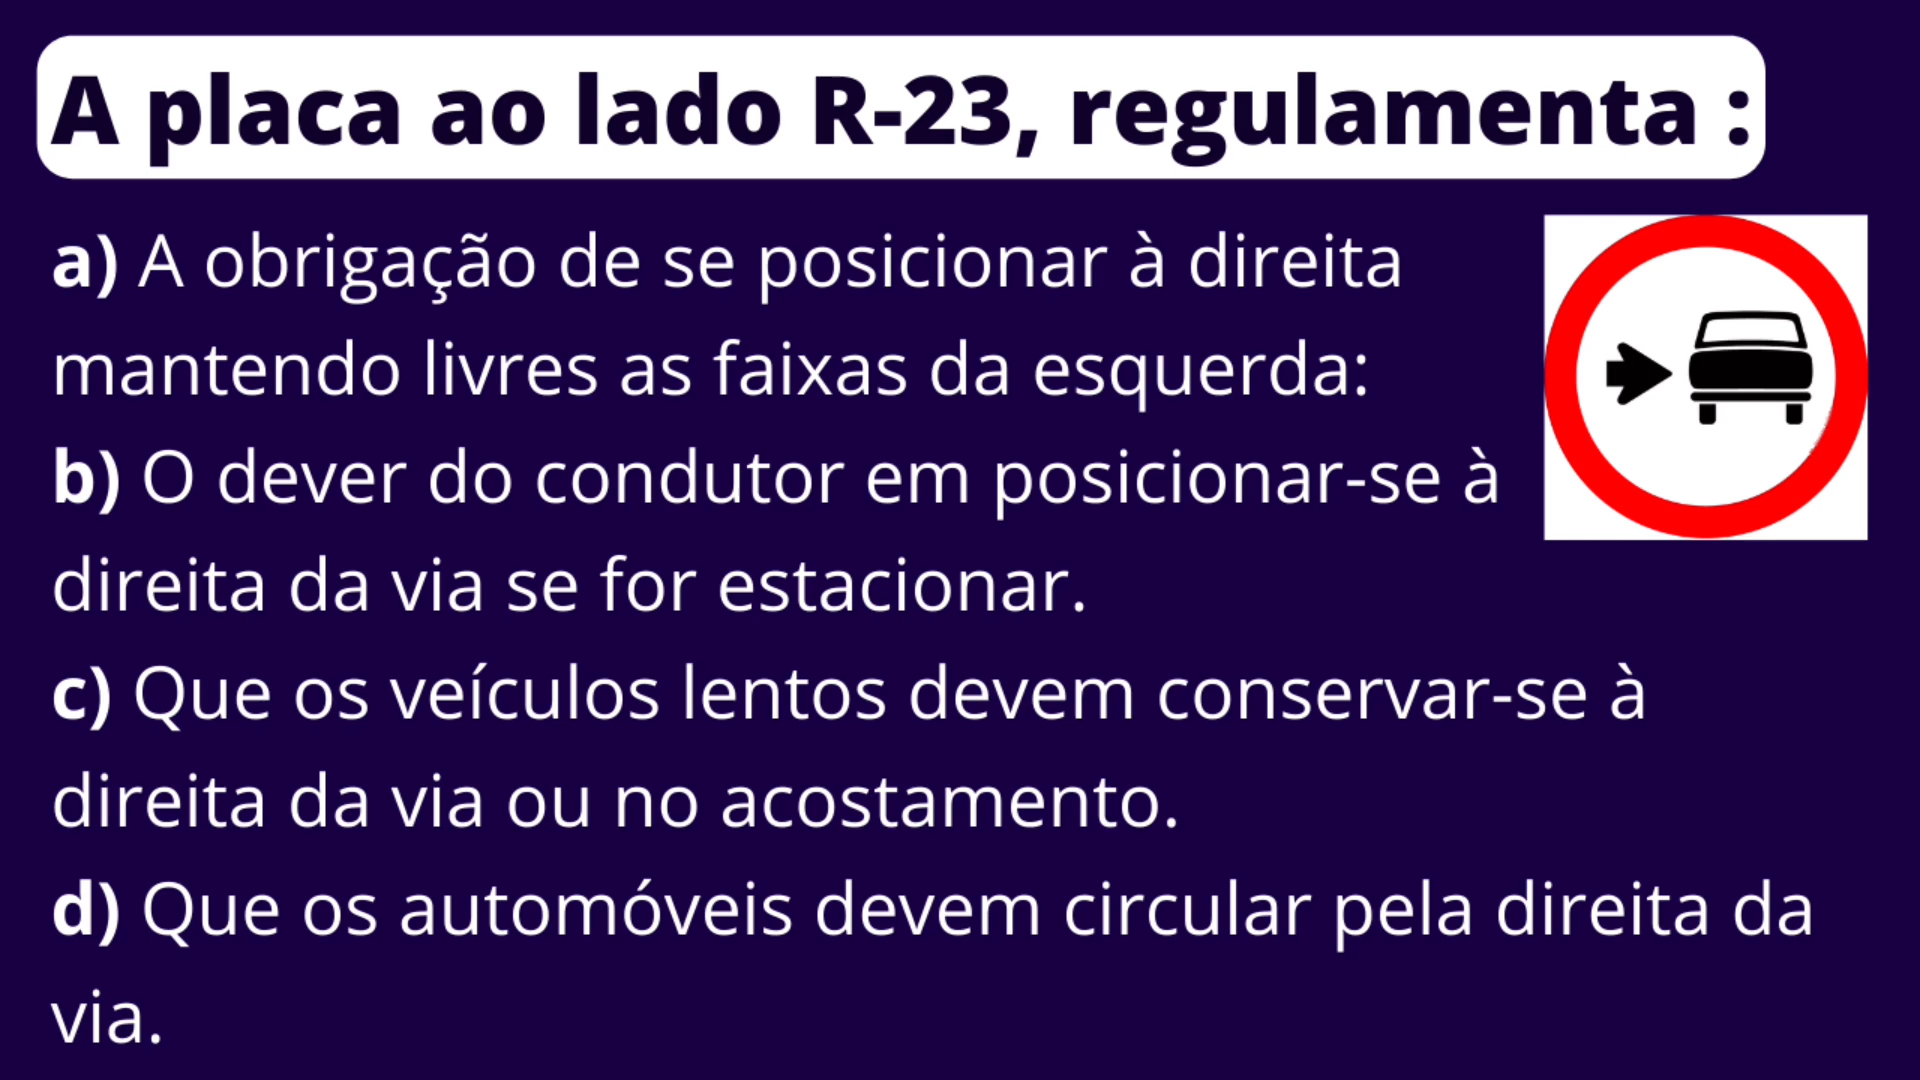 A placa ao lado R-23, regulamenta :
a) A obrigação de se posicionar à direita
mantendo livres as faixas da esquerda:
b) O dever do condutor em posicionar-se à
direita da via se for estacionar.
c) Que os veículos lentos devem conservar-se à
direita da via ou no acostamento.
d) Que os automóveis devem circular pela direita da
via.